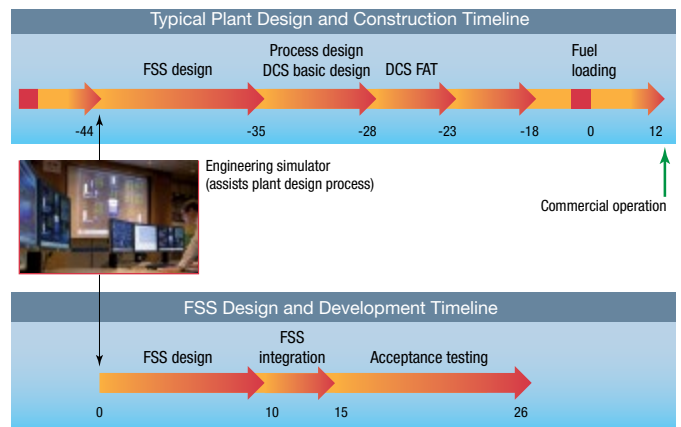 Typical Plant Design and Construction Timeline
Process design
FSS design
DCS basic design
DCS FAT
Fuel
loading
-44
-35
-28
-23
-18
0
12
Engineering simulator
(assists plant design process)
Commercial operation
FSS Design and Development Timeline
FSS design
FSS
integration
Acceptance testing
0
10
15
26